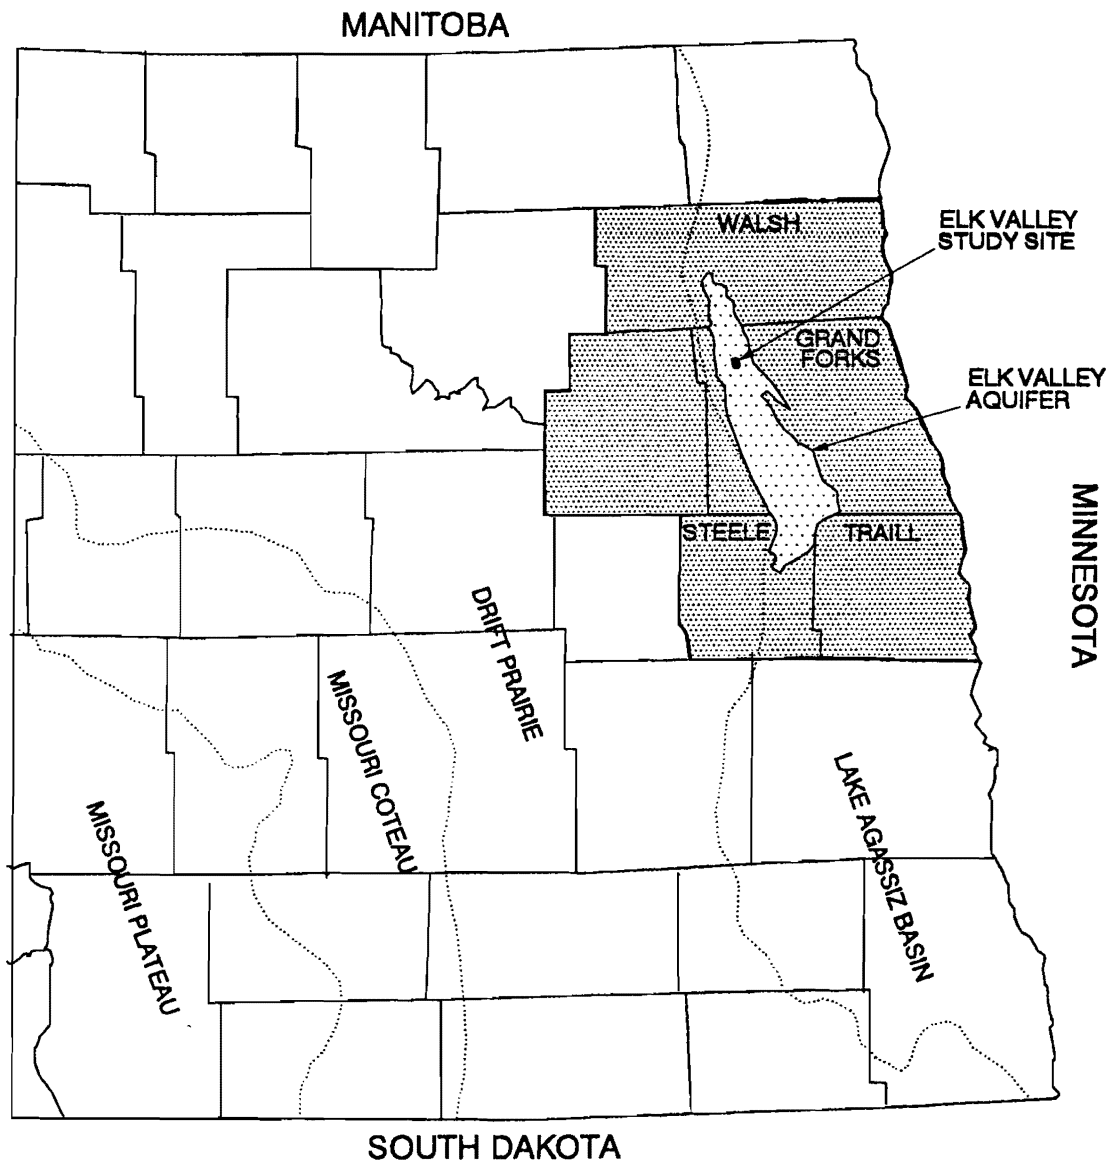 MANITOBA
WALSH
ELK VALLEY
STUDY SITE
GRAND
FORKS
ELK VALLEY
AQUIFER
MINNESOTA
STEELE
TRAILL
DRIFT PRAIRIE
MISSOURI COTEAU
LAKE AGASSIZ BASIN
MISSOURI PLATEAU
SOUTH DAKOTA